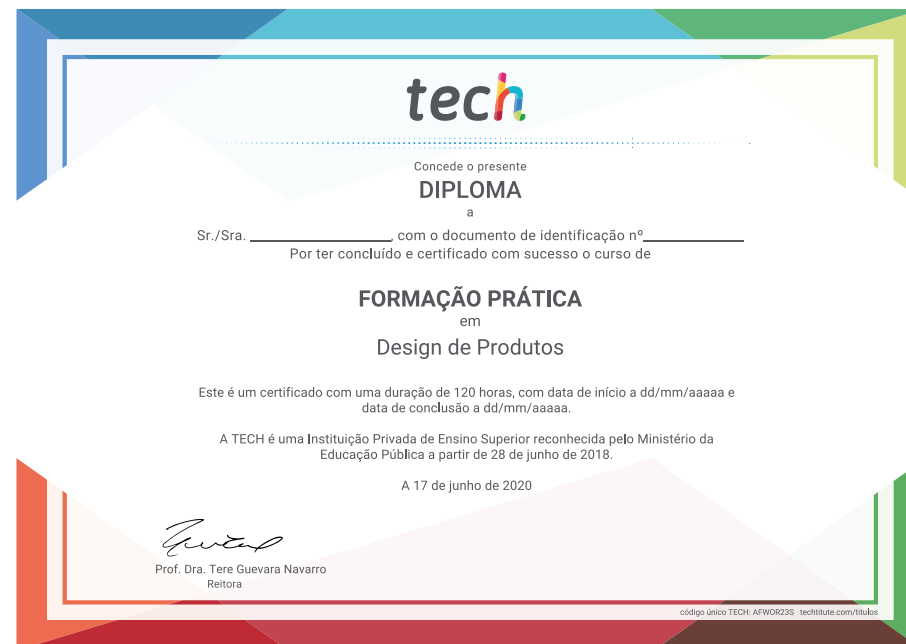 tech
Concede o presente
DIPLOMA
a
Sr./Sra. ____________________, com o documento de identificação nº______________
Por ter concluído e certificado com sucesso o curso de
FORMAÇÃO PRÁTICA
em
Design de Produtos
Este é um certificado com uma duração de 120 horas, com data de início a dd/mm/aaaaa e
data de conclusão a dd/mm/aaaaa.
A TECH é uma Instituição Privada de Ensino Superior reconhecida pelo Ministério da
Educação Pública a partir de 28 de junho de 2018.
A 17 de junho de 2020
Prof. Dra. Tere Guevara Navarro
Reitora
código único TECH: AFWOR23S techtitute.com/titulos